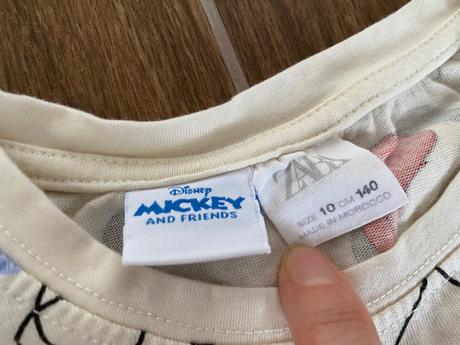 Disney
MICKEY
AND FRIENDS
ZARA
SIZE 10 CM 140
MADE IN MOROCCO